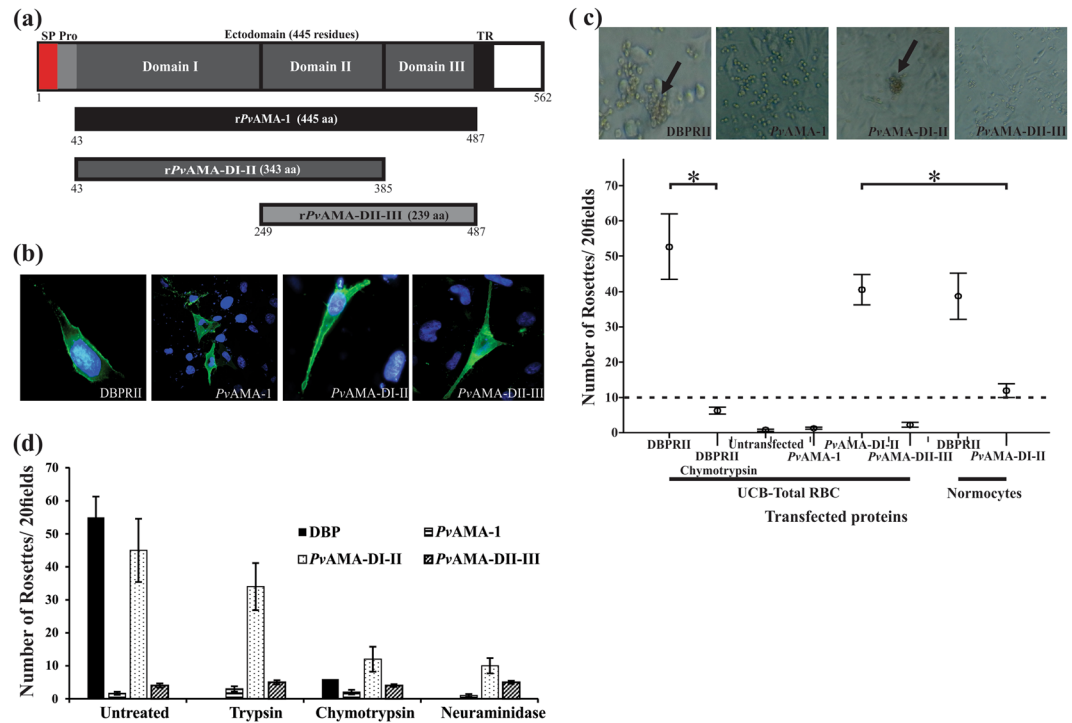 (a)
SP Pro Ectodomain (445 residues) TR
Domain I Domain II Domain III
1 562
rPvAMA-1 (445 aa)
43 487
rPvAMA-DI-II (343 aa)
43 385
rPvAMA-DII-III (239 aa)
249 487
(b)
DBPRII PvAMA-1 PvAMA-DI-II PvAMA-DII-III
(c)
DBPRII PvAMA-1 PvAMA-DI-II PvAMA-DII-III
Number of Rosettes/ 20fields
70
60
50
40
30
20
10
0
* *
DBPRII Untransfected PvAMA-DI-II DBPRII
DBPRII Chymotrypsin PvAMA-1 PvAMA-DII-III PvAMA-DI-II
UCB-Total RBC Normocytes
Transfected proteins
(d)
Number of Rosettes/ 20fields
70
60
50
40
30
20
10
0
DBP PvAMA-1
PvAMA-DI-II PvAMA-DII-III
Untreated Trypsin Chymotrypsin Neuraminidase